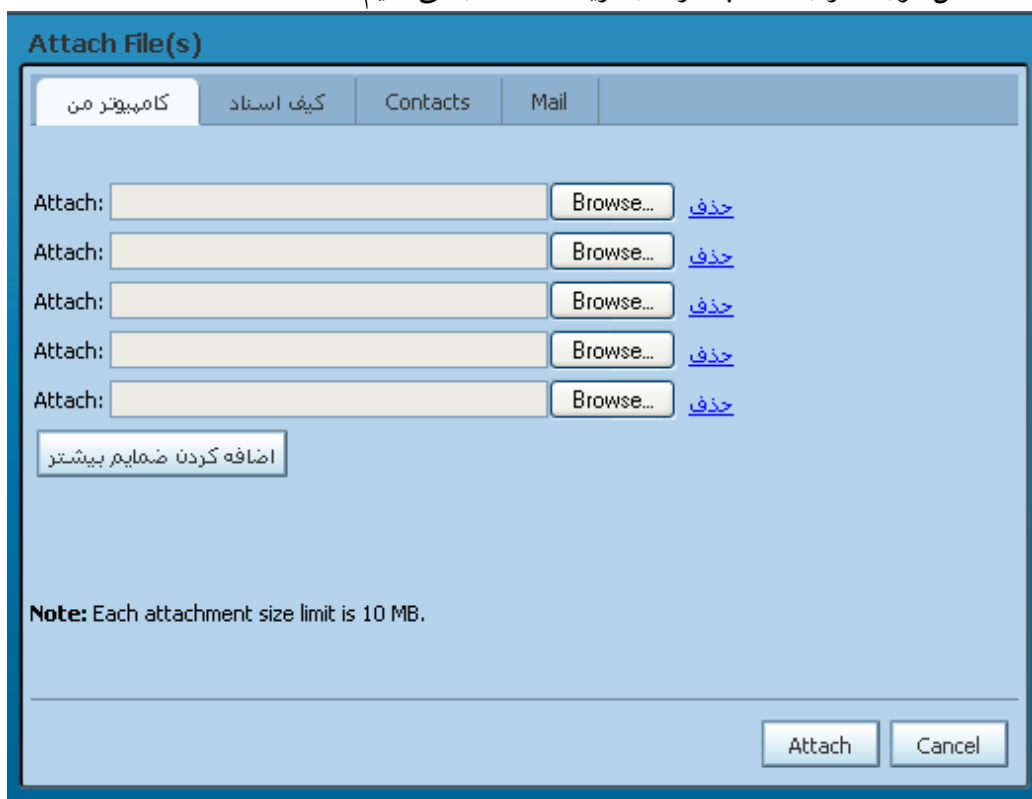 Attach File(s)
کامپیوتر من کیف اسناد Contacts Mail
Attach: Browse... حذف
Attach: Browse... حذف
Attach: Browse... حذف
Attach: Browse... حذف
Attach: Browse... حذف
اضافه کردن ضمایم بیشتر
Note: Each attachment size limit is 10 MB.
Attach Cancel